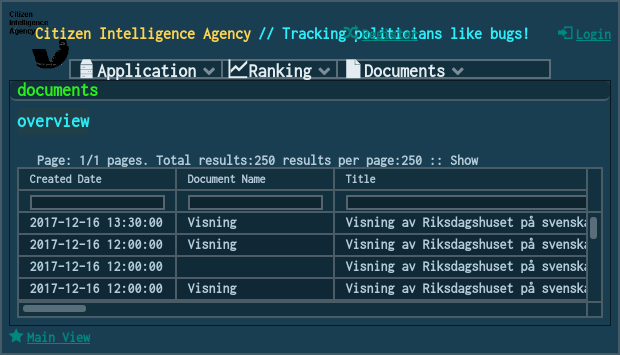 Citizen
Intelligence
Agency
Citizen Intelligence Agency // Tracking politicians like bugs!
Login
Application Ranking Documents
documents
overview
Page: 1/1 pages. Total results:250 results per page:250 :: Show
Created Date Document Name Title
2017-12-16 13:30:00 Visning Visning av Riksdagshuset på svenska
2017-12-16 12:00:00 Visning Visning av Riksdagshuset på svenska
2017-12-16 12:00:00 Visning av Riksdagshuset på svenska
2017-12-16 12:00:00 Visning Visning av Riksdagshuset på svenska
Main View